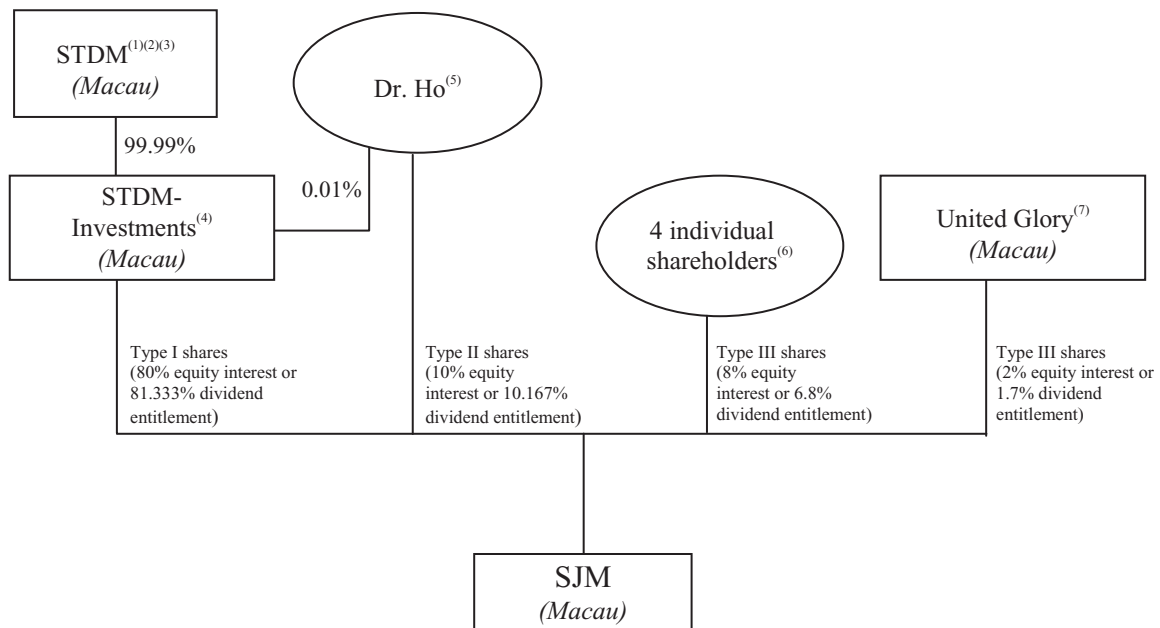 STDM(1)(2)(3)
(Macau)
Dr. Ho(5)
99.99%
0.01%
STDM-
Investments(4)
(Macau)
4 individual
shareholders(6)
United Glory(7)
(Macau)
Type I shares
(80% equity interest or
81.333% dividend
entitlement)
Type II shares
(10% equity
interest or 10.167%
dividend entitlement)
Type III shares
(8% equity
interest or 6.8%
dividend entitlement)
Type III shares
(2% equity interest or
1.7% dividend
entitlement)
SJM
(Macau)